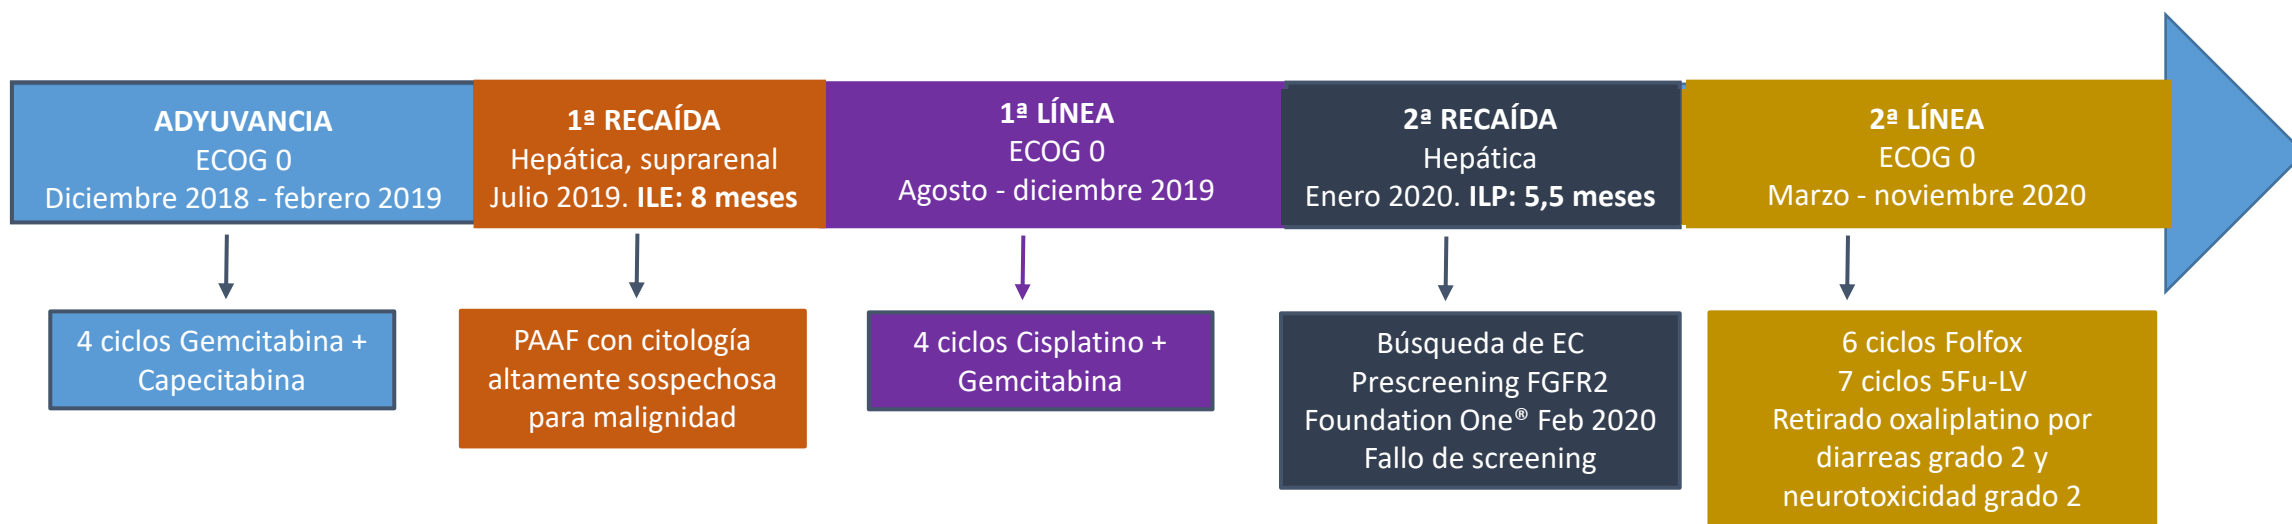 ADYUVANCIA
ECOG 0
Diciembre 2018 - febrero 2019
1ª RECAÍDA
Hepática, suprarenal
Julio 2019. ILE: 8 meses
1ª LÍNEA
ECOG 0
Agosto - diciembre 2019
2ª RECAÍDA
Hepática
Enero 2020. ILP: 5,5 meses
2ª LÍNEA
ECOG 0
Marzo - noviembre 2020
4 ciclos Gemcitabina +
Capecitabina
PAAF con citología
altamente sospechosa
para malignidad
4 ciclos Cisplatino +
Gemcitabina
Búsqueda de EC
Prescreening FGFR2
Foundation One® Feb 2020
Fallo de screening
6 ciclos Folfox
7 ciclos 5Fu-LV
Retirado oxaliplatino por
diarreas grado 2 y
neurotoxicidad grado 2